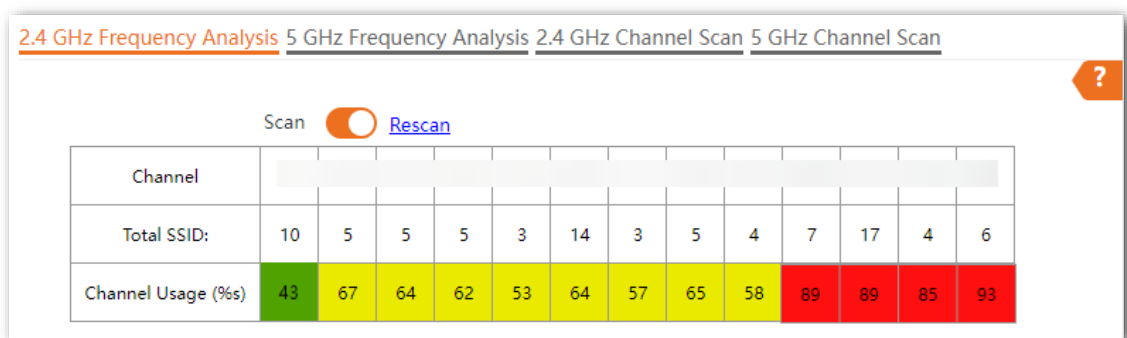 2.4 GHz Frequency Analysis 5 GHz Frequency Analysis 2.4 GHz Channel Scan 5 GHz Channel Scan
?
Scan Rescan
Channel
Total SSID: 10 5 5 5 3 14 3 5 4 7 17 4 6
Channel Usage (%s) 43 67 64 62 53 64 57 65 58 89 89 85 93